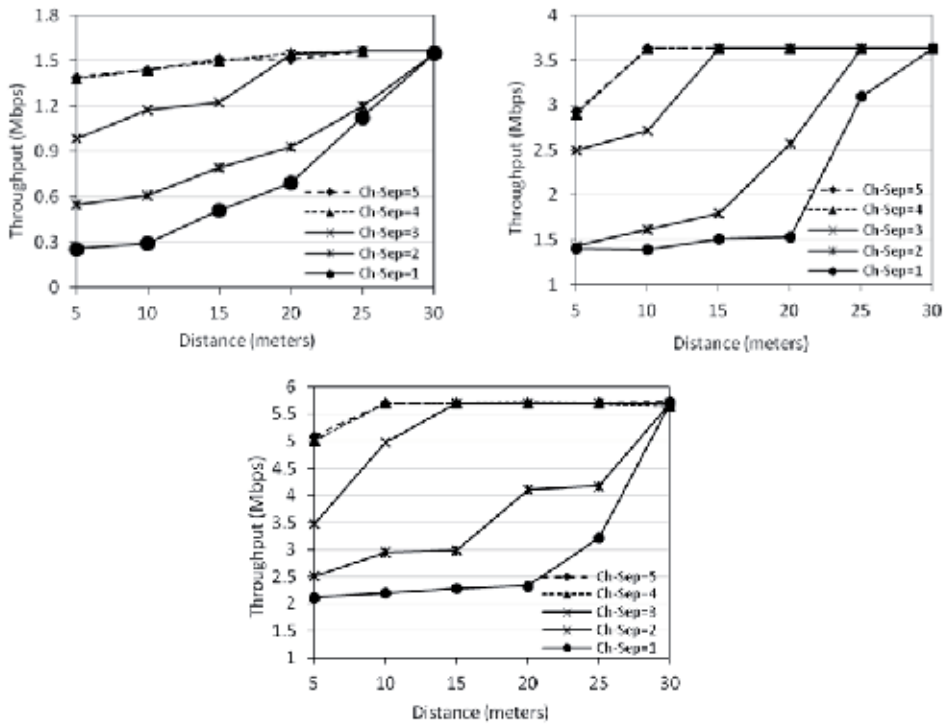 1.8
1.5
1.2
0.9
0.6
0.3
0
Throughput (Mbps)
Ch-Sep=5
Ch-Sep=4
Ch-Sep=3
Ch-Sep=2
Ch-Sep=1
5 10 15 20 25 30
Distance (meters)
4
3.5
3
2.5
2
1.5
1
Throughput (Mbps)
Ch-Sep=5
Ch-Sep=4
Ch-Sep=3
Ch-Sep=2
Ch-Sep=1
5 10 15 20 25 30
Distance (meters)
6
5.5
5
4.5
4
3.5
3
2.5
2
1.5
1
Throughput (Mbps)
Ch-Sep=5
Ch-Sep=4
Ch-Sep=3
Ch-Sep=2
Ch-Sep=1
5 10 15 20 25 30
Distance (meters)